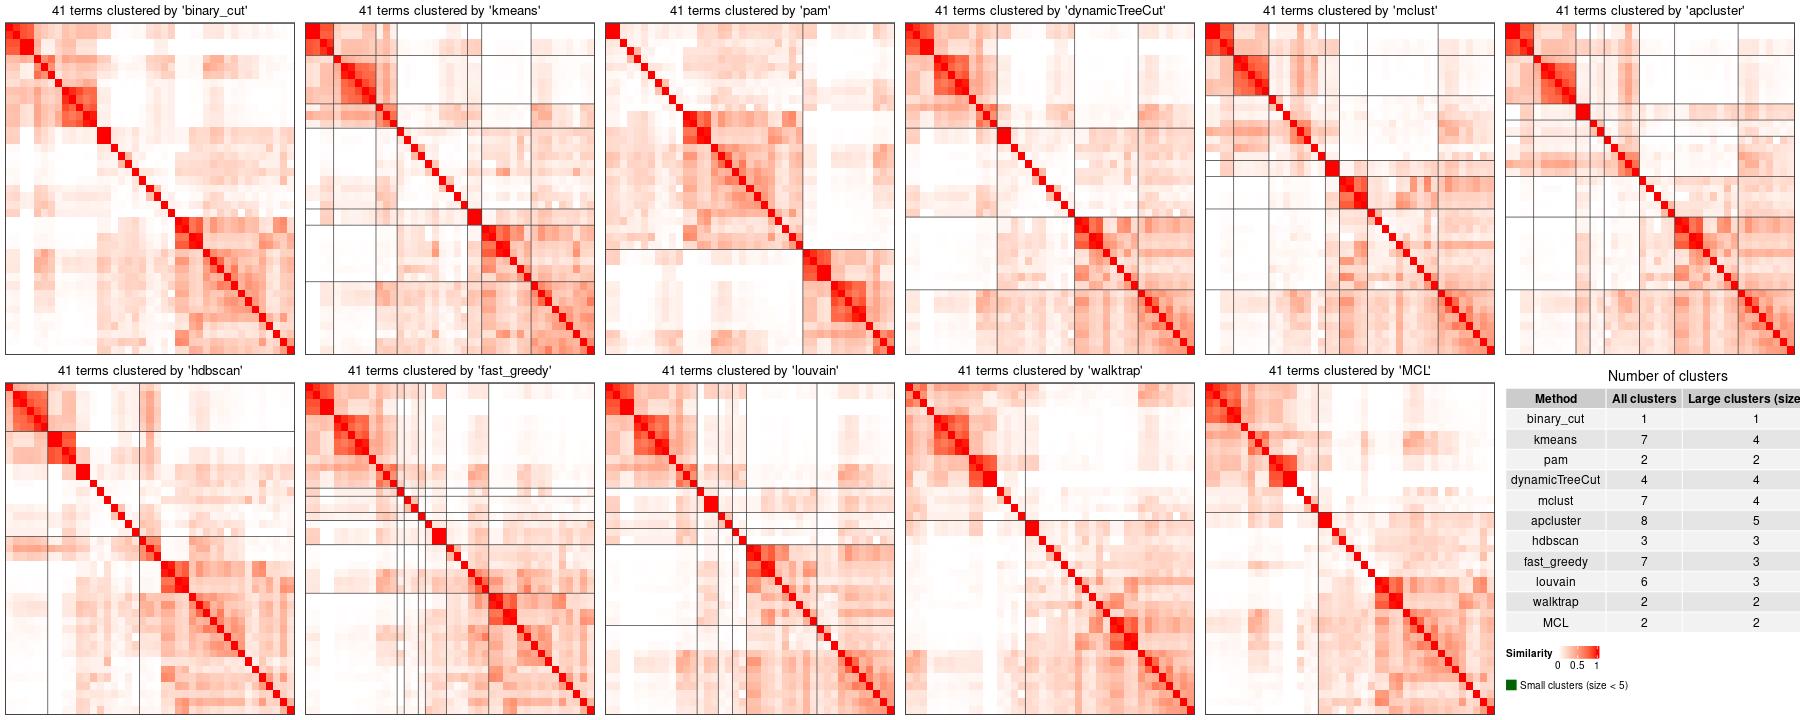 41 terms clustered by 'binary_cut'
41 terms clustered by 'kmeans'
41 terms clustered by 'pam'
41 terms clustered by 'dynamicTreeCut'
41 terms clustered by 'mclust'
41 terms clustered by 'apcluster'
41 terms clustered by 'hdbscan'
41 terms clustered by 'fast_greedy'
41 terms clustered by 'louvain'
41 terms clustered by 'walktrap'
41 terms clustered by 'MCL'
Number of clusters
Method All clusters Large clusters (size
binary_cut 1 1
kmeans 7 4
pam 2 2
dynamicTreeCut 4 4
mclust 7 4
apcluster 8 5
hdbscan 3 3
fast_greedy 7 3
louvain 6 3
walktrap 2 2
MCL 2 2
Similarity
0 0.5 1
Small clusters (size < 5)